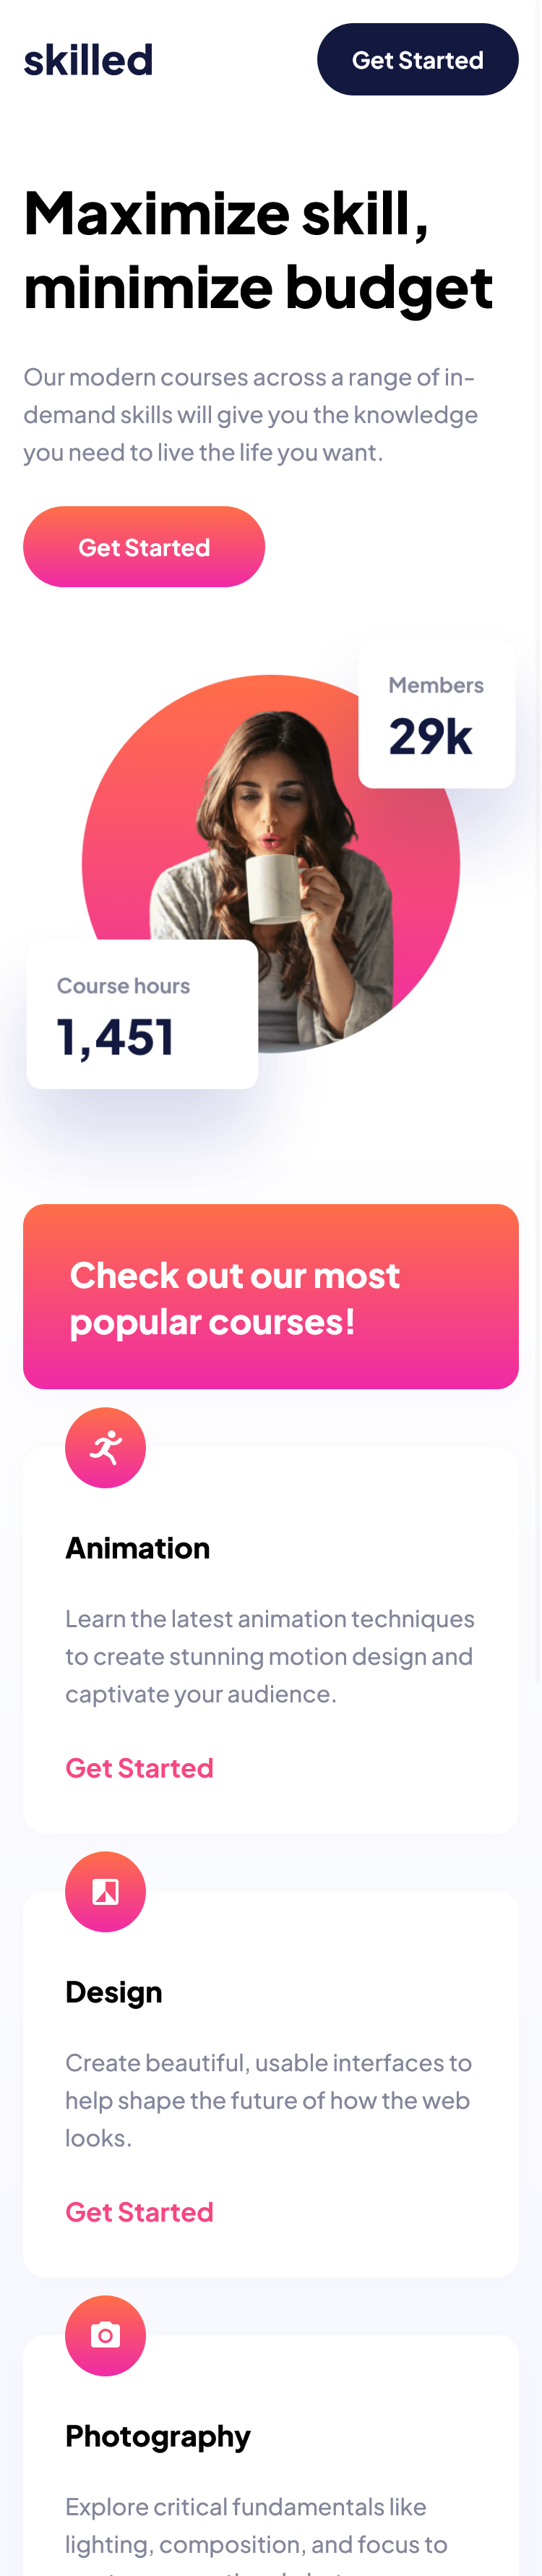 skilled
Get Started
Maximize skill,
minimize budget
Our modern courses across a range of in-
demand skills will give you the knowledge
you need to live the life you want.
Get Started
Members
29k
Course hours
1,451
Check out our most
popular courses!
Animation
Learn the latest animation techniques
to create stunning motion design and
captivate your audience.
Get Started
Design
Create beautiful, usable interfaces to
help shape the future of how the web
looks.
Get Started
Photography
Explore critical fundamentals like
lighting, composition, and focus to